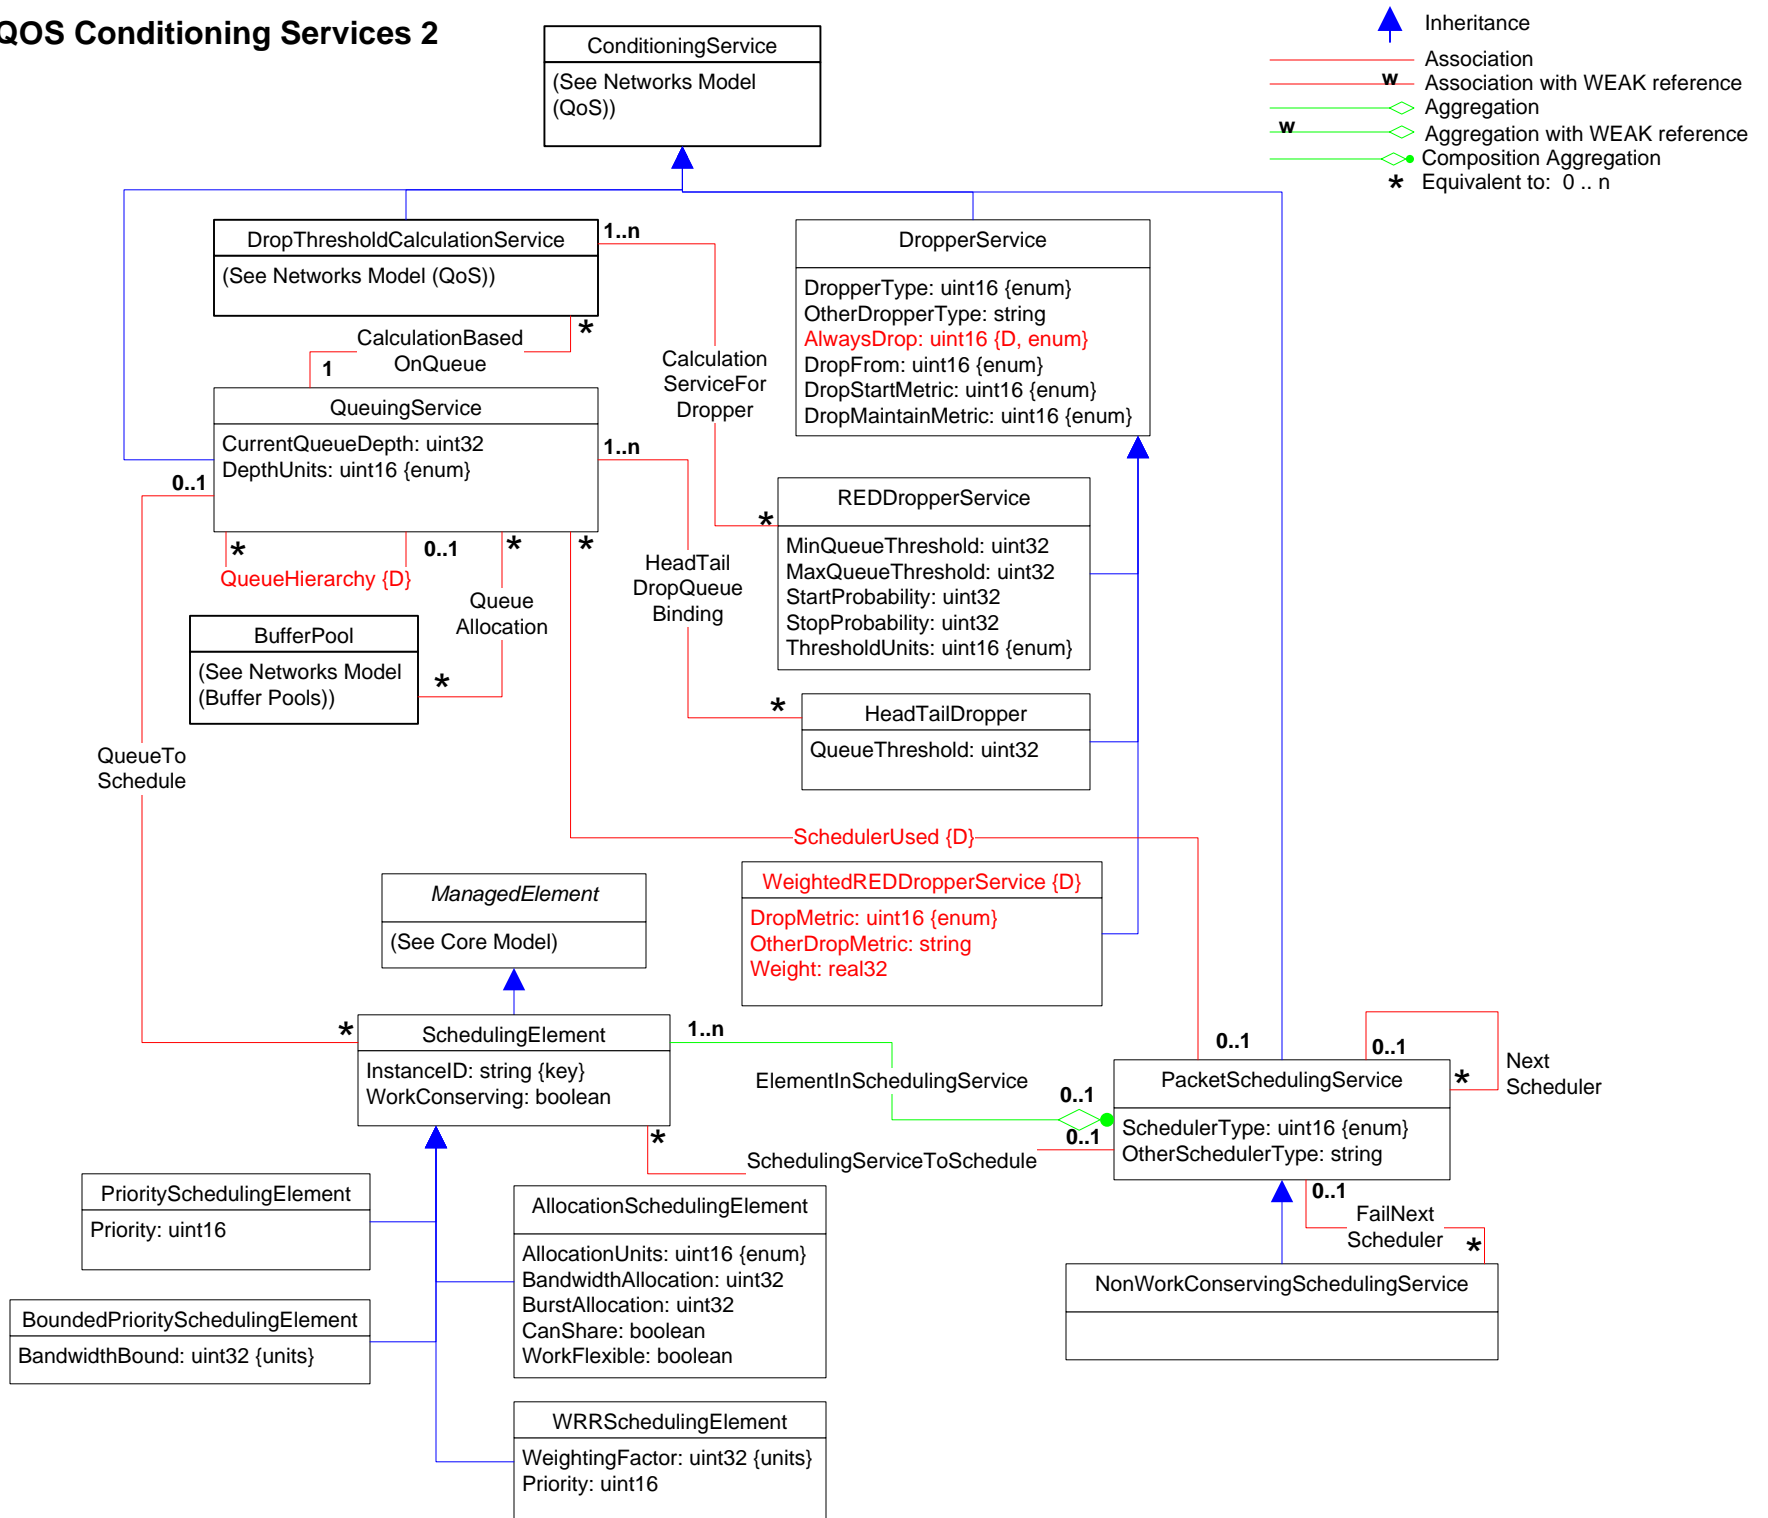 QOS Conditioning Services 2
Inheritance
Association
w
Association with WEAK reference
Aggregation
w
Aggregation with WEAK reference
Composition Aggregation
* Equivalent to: 0 .. n
ConditioningService
(See Networks Model
(QoS))
DropThresholdCalculationService
(See Networks Model (QoS))
1..n
*
CalculationBased
OnQueue
1
Calculation
ServiceFor
Dropper
*
DropperService
DropperType: uint16 {enum}
OtherDropperType: string
AlwaysDrop: uint16 {D, enum}
DropFrom: uint16 {enum}
DropStartMetric: uint16 {enum}
DropMaintainMetric: uint16 {enum}
QueuingService
CurrentQueueDepth: uint32
DepthUnits: uint16 {enum}
1..n
0..1
*
0..1
*
*
QueueHierarchy {D}
Queue
Allocation
*
HeadTail
DropQueue
Binding
*
REDDropperService
MinQueueThreshold: uint32
MaxQueueThreshold: uint32
StartProbability: uint32
StopProbability: uint32
ThresholdUnits: uint16 {enum}
BufferPool
(See Networks Model
(Buffer Pools))
HeadTailDropper
QueueThreshold: uint32
QueueTo
Schedule
SchedulerUsed {D}
WeightedREDDropperService {D}
DropMetric: uint16 {enum}
OtherDropMetric: string
Weight: real32
ManagedElement
(See Core Model)
*
SchedulingElement
InstanceID: string {key}
WorkConserving: boolean
1..n
ElementInSchedulingService
0..1
*
SchedulingServiceToSchedule
0..1
0..1
0..1
*
Next
Scheduler
PacketSchedulingService
SchedulerType: uint16 {enum}
OtherSchedulerType: string
0..1
FailNext
Scheduler
*
NonWorkConservingSchedulingService
PrioritySchedulingElement
Priority: uint16
AllocationSchedulingElement
AllocationUnits: uint16 {enum}
BandwidthAllocation: uint32
BurstAllocation: uint32
CanShare: boolean
WorkFlexible: boolean
BoundedPrioritySchedulingElement
BandwidthBound: uint32 {units}
WRRSchedulingElement
WeightingFactor: uint32 {units}
Priority: uint16